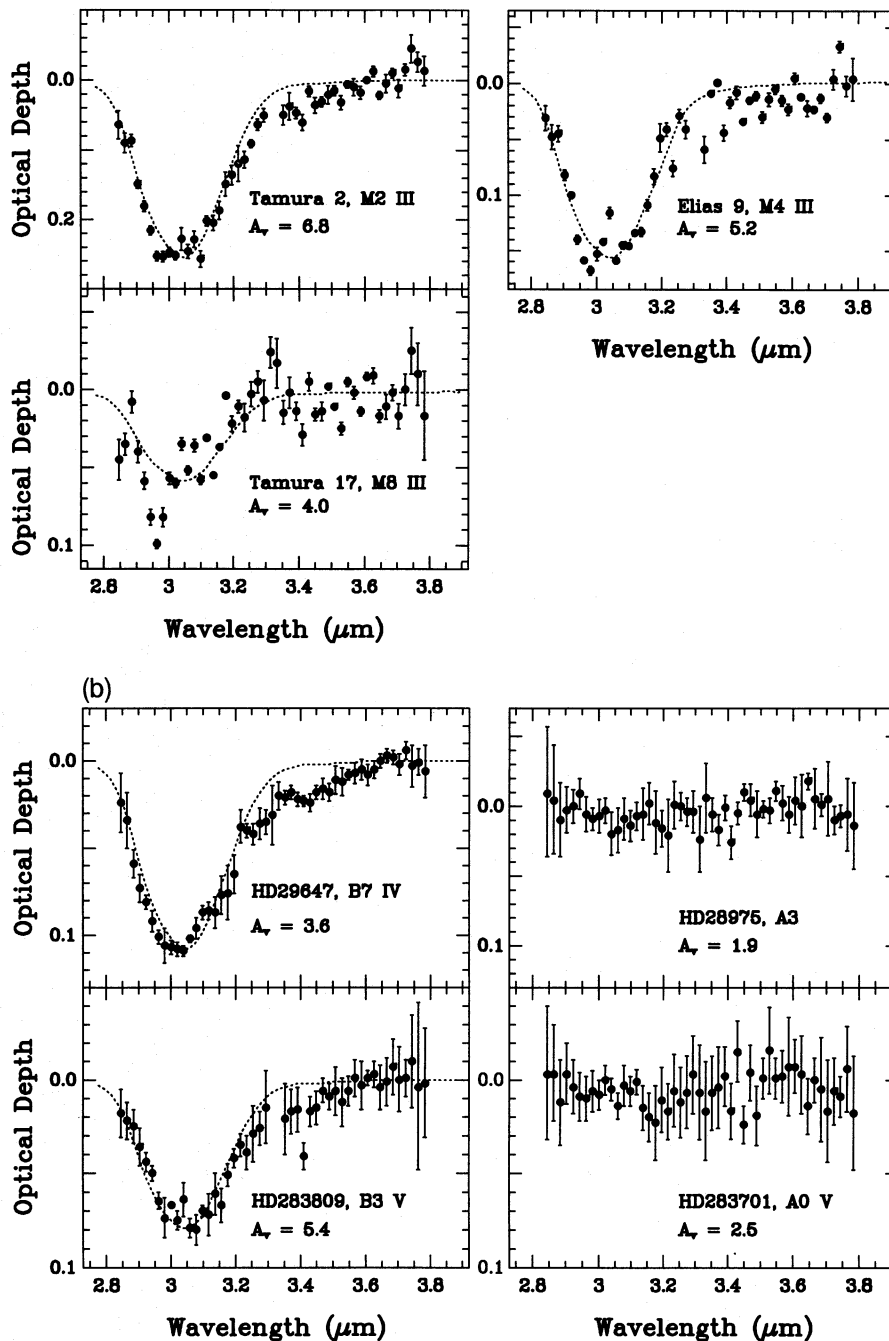 Optical Depth
0.0
0.2
Tamura 2, M2 III
Av = 6.8
Optical Depth
0.0
0.1
Elias 9, M4 III
Av = 5.2
2.8 3 3.2 3.4 3.6 3.8
Wavelength (μm)
Optical Depth
0.0
0.1
Tamura 17, M8 III
Av = 4.0
2.8 3 3.2 3.4 3.6 3.8
Wavelength (μm)
(b)
Optical Depth
0.0
0.1
HD29647, B7 IV
Av = 3.6
0.0
0.1
HD28975, A3
Av = 1.9
Optical Depth
0.0
0.1
HD283809, B3 V
Av = 5.4
2.8 3 3.2 3.4 3.6 3.8
Wavelength (μm)
0.0
0.1
HD283701, A0 V
Av = 2.5
2.8 3 3.2 3.4 3.6 3.8
Wavelength (μm)